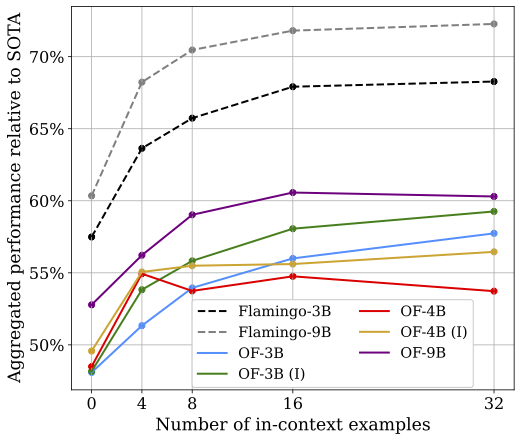 Aggregated performance relative to SOTA
70%
65%
60%
55%
50%
Flamingo-3B
Flamingo-9B
OF-3B
OF-3B (I)
OF-4B
OF-4B (I)
OF-9B
0 4 8 16 32
Number of in-context examples